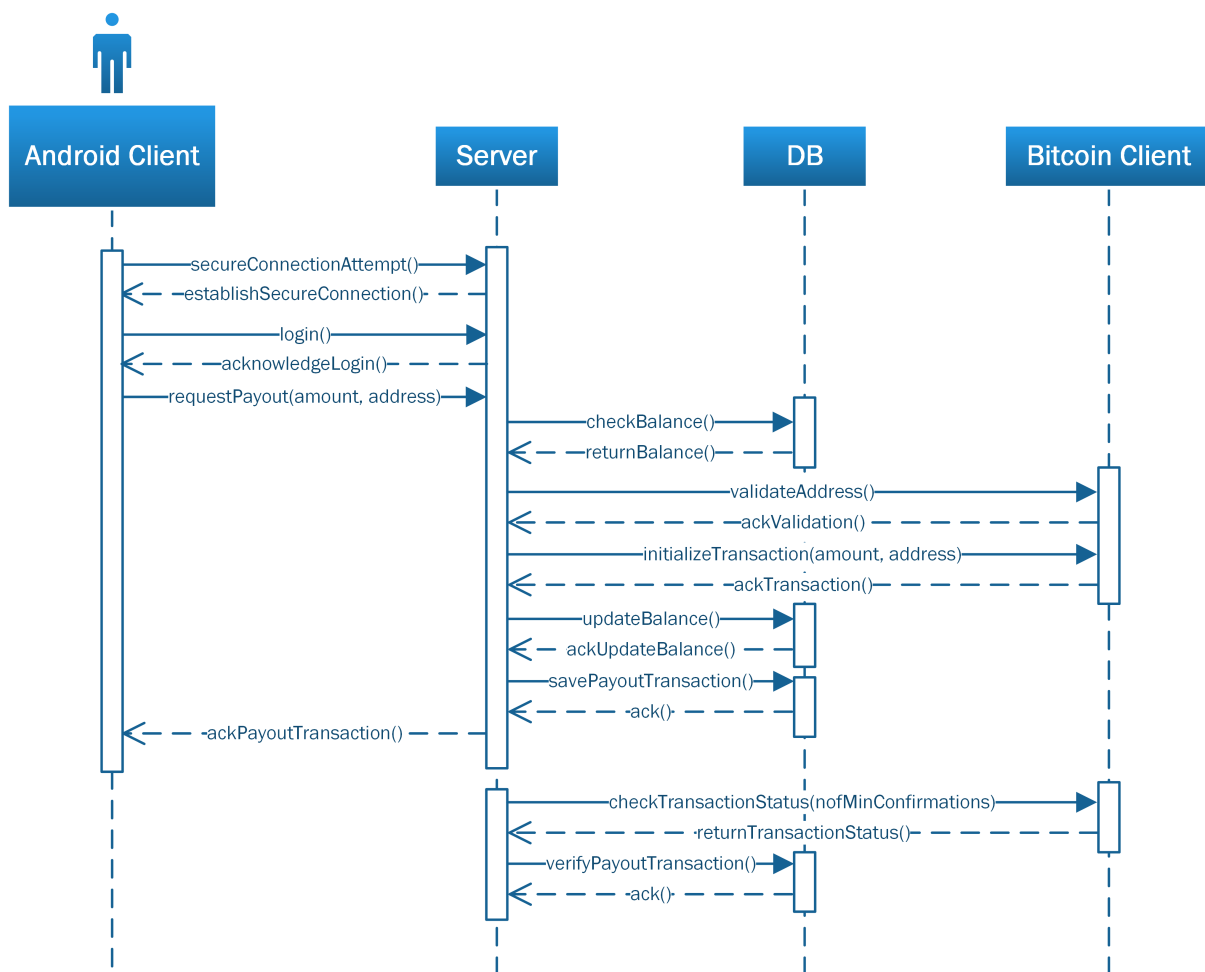 Android Client
Server
DB
Bitcoin Client
secureConnectionAttempt()
establishSecureConnection()
login()
acknowledgeLogin()
requestPayout(amount, address)
checkBalance()
returnBalance()
validateAddress()
ackValidation()
initializeTransaction(amount, address)
ackTransaction()
updateBalance()
ackUpdateBalance()
savePayoutTransaction()
ack()
ackPayoutTransaction()
checkTransactionStatus(nofMinConfirmations)
returnTransactionStatus()
verifyPayoutTransaction()
ack()